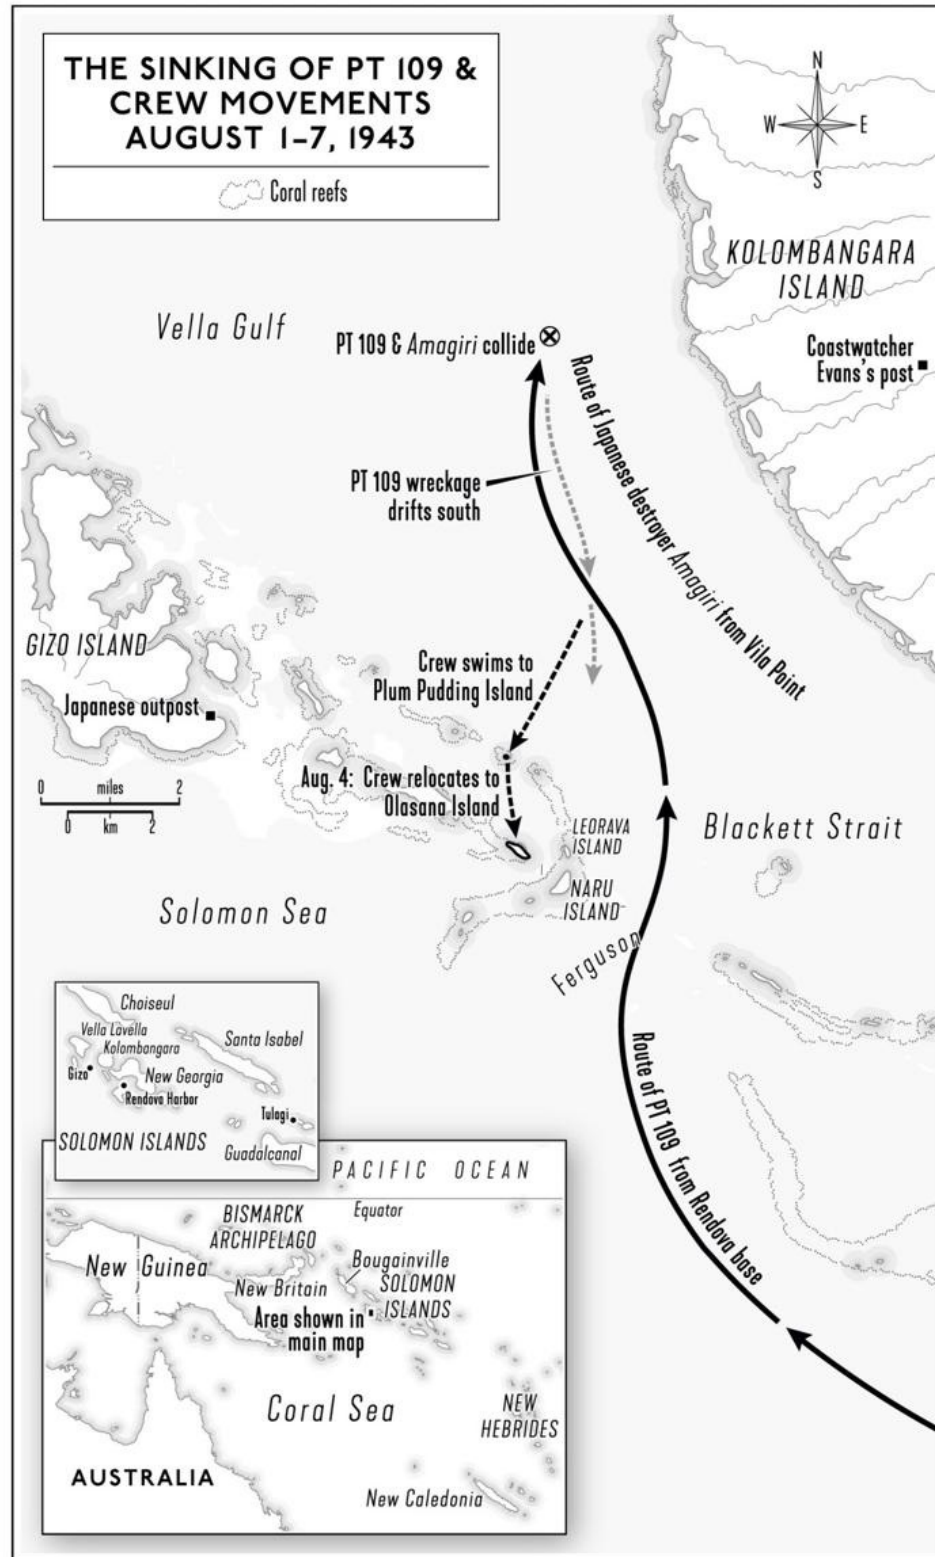 THE SINKING OF PT 109 &
CREW MOVEMENTS
AUGUST 1–7, 1943
Coral reefs
N
W
E
S
KOLOMBANGARA
ISLAND
Vella Gulf
PT 109 & Amagiri collide
Coastwatcher
Evans's post
Route of Japanese destroyer Amagiri from Vila Point
PT 109 wreckage
drifts south
GIZO ISLAND
Japanese outpost
Crew swims to
Plum Pudding Island
0 miles 2
0 km 2
Aug. 4: Crew relocates to
Olasana Island
LEORAVA
ISLAND
NARU
ISLAND
Blackett Strait
Solomon Sea
Ferguson
Route of PT 109 from Rendova base
Choiseul
Vella Lavella
Kolombangara
Santa Isabel
Gizo
New Georgia
Rendova Harbor
Tulagi
SOLOMON ISLANDS
Guadalcanal
PACIFIC OCEAN
Equator
BISMARCK
ARCHIPELAGO
Bougainville
New Guinea
New Britain
SOLOMON
ISLANDS
Area shown in
main map
Coral Sea
NEW
HEBRIDES
AUSTRALIA
New Caledonia